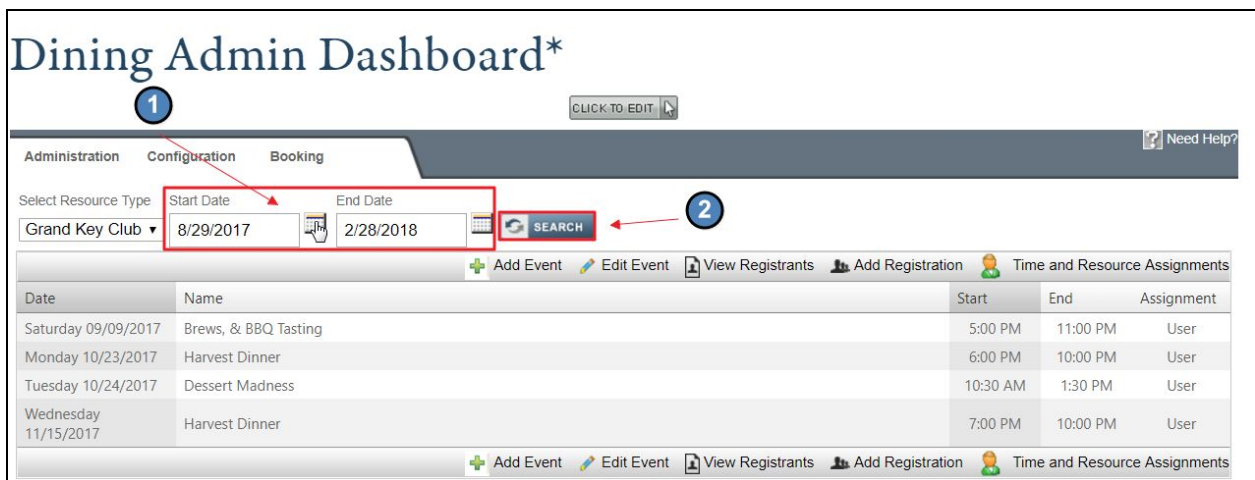 Dining Admin Dashboard*
1
CLICK TO EDIT
Need Help?
Administration Configuration Booking
Select Resource Type Start Date End Date
Grand Key Club 8/29/2017 2/28/2018 SEARCH 2
Add Event Edit Event View Registrants Add Registration Time and Resource Assignments
Date Name Start End Assignment
Saturday 09/09/2017 Brews, & BBQ Tasting 5:00 PM 11:00 PM User
Monday 10/23/2017 Harvest Dinner 6:00 PM 10:00 PM User
Tuesday 10/24/2017 Dessert Madness 10:30 AM 1:30 PM User
Wednesday
11/15/2017 Harvest Dinner 7:00 PM 10:00 PM User
Add Event Edit Event View Registrants Add Registration Time and Resource Assignments